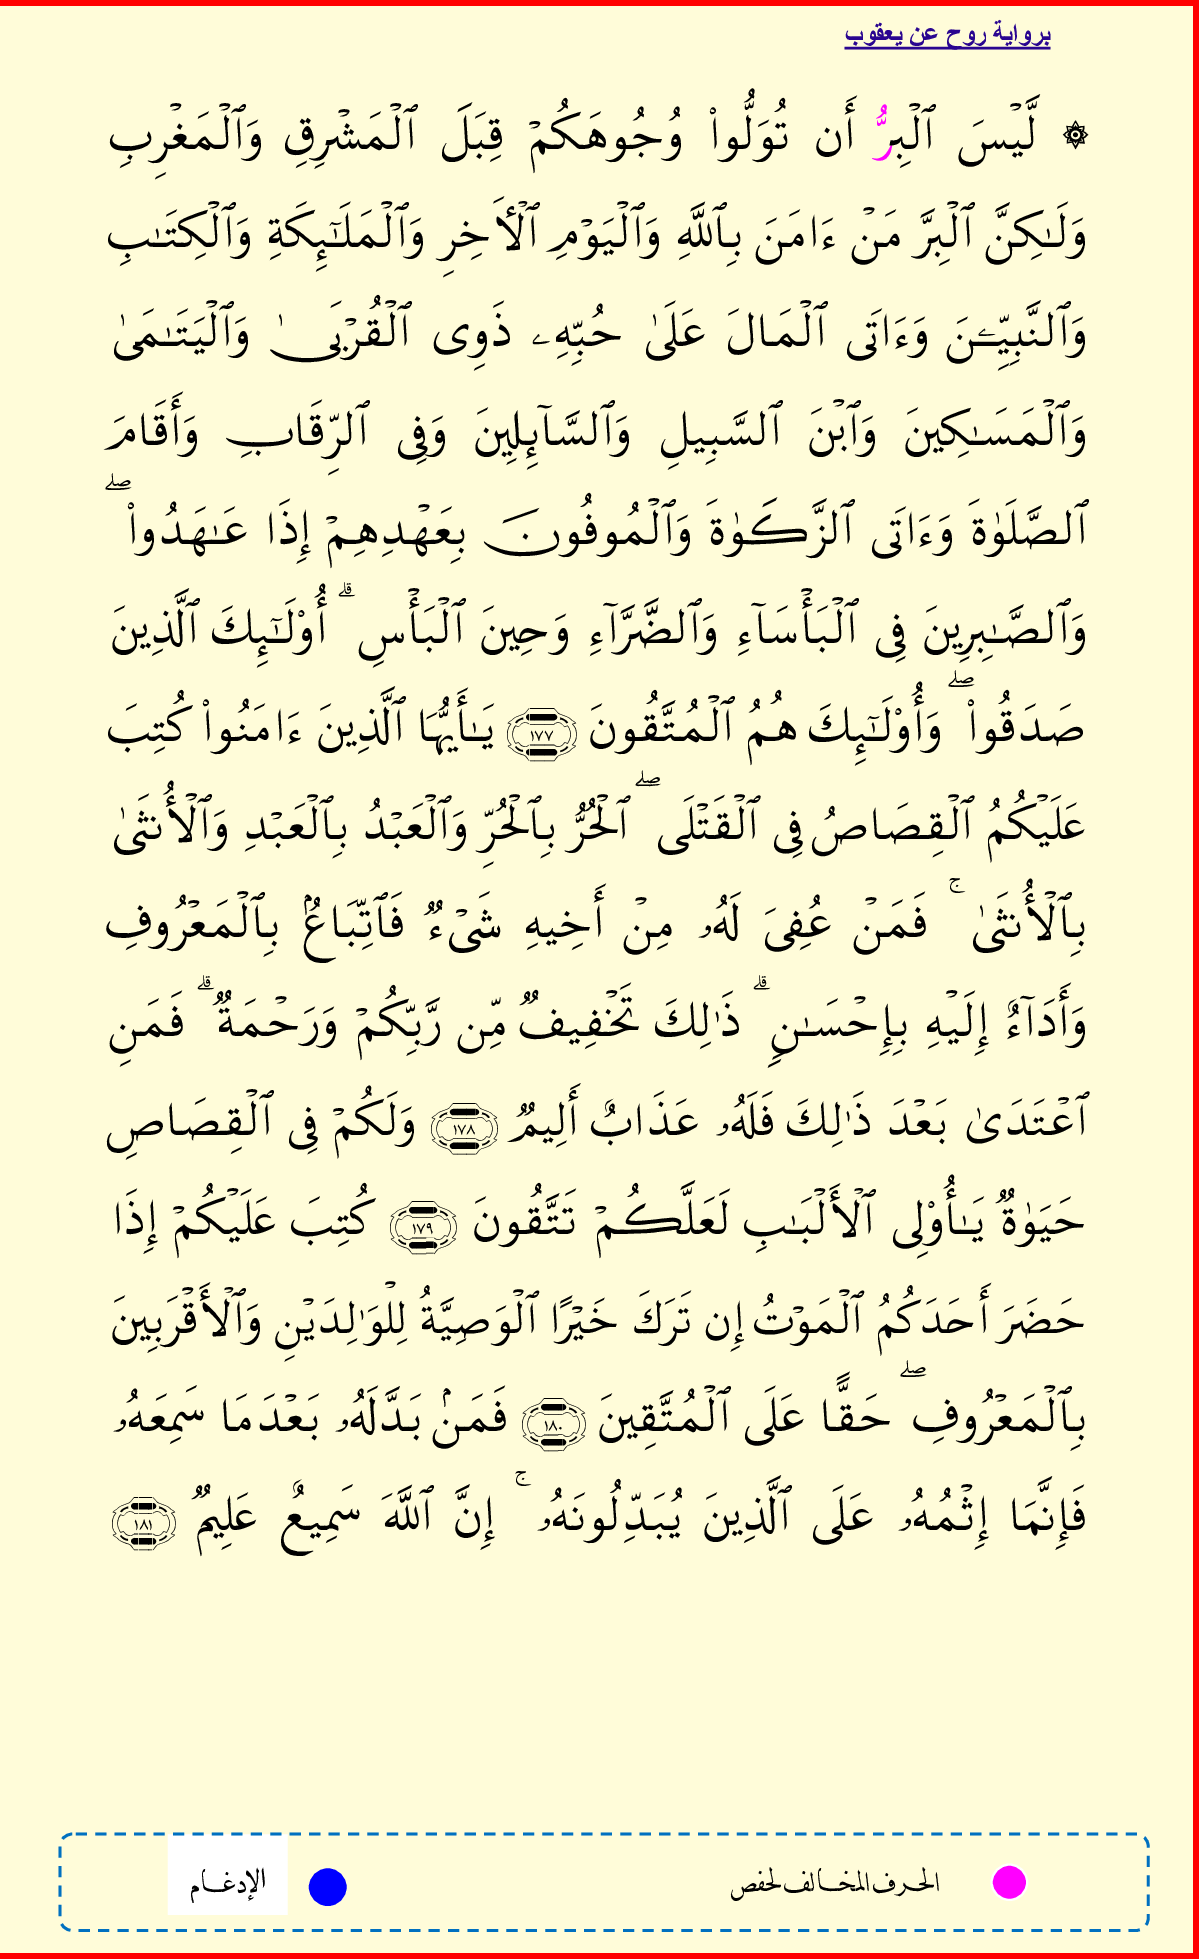 برواية روح عن يعقوب
۞ لَّيْسَ ٱلْبِرُّ أَن تُوَلُّوا۟ وُجُوهَكُمْ قِبَلَ ٱلْمَشْرِقِ وَٱلْمَغْرِبِ
وَلَـٰكِنَّ ٱلْبِرَّ مَنْ ءَامَنَ بِٱللَّهِ وَٱلْيَوْمِ ٱلْـَٔاخِرِ وَٱلْمَلَـٰٓئِكَةِ وَٱلْكِتَـٰبِ
وَٱلنَّبِيِّـۧنَ وَءَاتَى ٱلْمَالَ عَلَىٰ حُبِّهِۦ ذَوِى ٱلْقُرْبَىٰ وَٱلْيَتَـٰمَىٰ
وَٱلْمَسَـٰكِينَ وَٱبْنَ ٱلسَّبِيلِ وَٱلسَّآئِلِينَ وَفِى ٱلرِّقَابِ وَأَقَامَ
ٱلصَّلَوٰةَ وَءَاتَى ٱلزَّكَوٰةَ وَٱلْمُوفُونَ بِعَهْدِهِمْ إِذَا عَـٰهَدُوا۟ ۖ
وَٱلصَّـٰبِرِينَ فِى ٱلْبَأْسَآءِ وَٱلضَّرَّآءِ وَحِينَ ٱلْبَأْسِ ۗ أُو۟لَـٰٓئِكَ ٱلَّذِينَ
صَدَقُوا۟ ۖ وَأُو۟لَـٰٓئِكَ هُمُ ٱلْمُتَّقُونَ ١٧٧ يَـٰٓأَيُّهَا ٱلَّذِينَ ءَامَنُوا۟ كُتِبَ
عَلَيْكُمُ ٱلْقِصَاصُ فِى ٱلْقَتْلَى ۖ ٱلْحُرُّ بِٱلْحُرِّ وَٱلْعَبْدُ بِٱلْعَبْدِ وَٱلْأُنثَىٰ
بِٱلْأُنثَىٰ ۚ فَمَنْ عُفِىَ لَهُۥ مِنْ أَخِيهِ شَىْءٌ فَٱتِّبَاعٌۢ بِٱلْمَعْرُوفِ
وَأَدَآءٌ إِلَيْهِ بِإِحْسَـٰنٍ ۗ ذَٰلِكَ تَخْفِيفٌ مِّن رَّبِّكُمْ وَرَحْمَةٌ ۗ فَمَنِ
ٱعْتَدَىٰ بَعْدَ ذَٰلِكَ فَلَهُۥ عَذَابٌ أَلِيمٌ ١٧٨ وَلَكُمْ فِى ٱلْقِصَاصِ
حَيَوٰةٌ يَـٰٓأُو۟لِى ٱلْأَلْبَـٰبِ لَعَلَّكُمْ تَتَّقُونَ ١٧٩ كُتِبَ عَلَيْكُمْ إِذَا
حَضَرَ أَحَدَكُمُ ٱلْمَوْتُ إِن تَرَكَ خَيْرًا ٱلْوَصِيَّةُ لِلْوَٰلِدَيْنِ وَٱلْأَقْرَبِينَ
بِٱلْمَعْرُوفِ ۖ حَقًّا عَلَى ٱلْمُتَّقِينَ ١٨٠ فَمَنۢ بَدَّلَهُۥ بَعْدَ مَا سَمِعَهُۥ
فَإِنَّمَآ إِثْمُهُۥ عَلَى ٱلَّذِينَ يُبَدِّلُونَهُۥٓ ۚ إِنَّ ٱللَّهَ سَمِيعٌ عَلِيمٌ ١٨١
الحرف المخالف لحفص
الإدغام